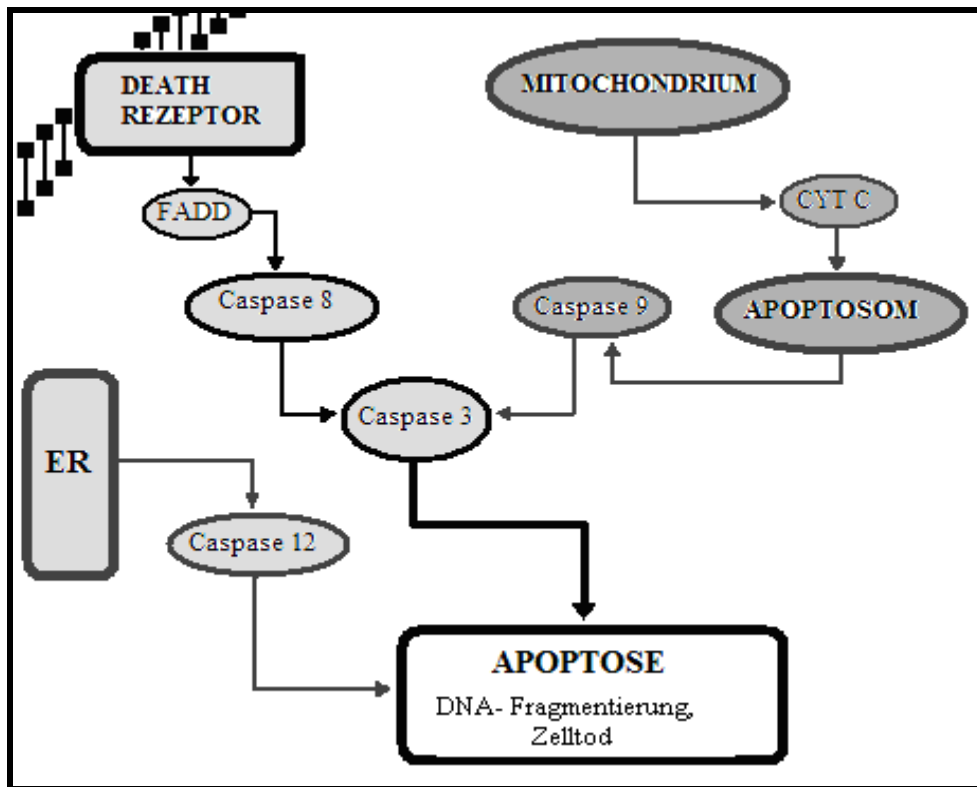 DEATH
REZEPTOR
MITOCHONDRIUM
FADD
CYT C
Caspase 8
Caspase 9
APOPTOSOM
Caspase 3
ER
Caspase 12
APOPTOSE
DNA- Fragmentierung,
Zelltod